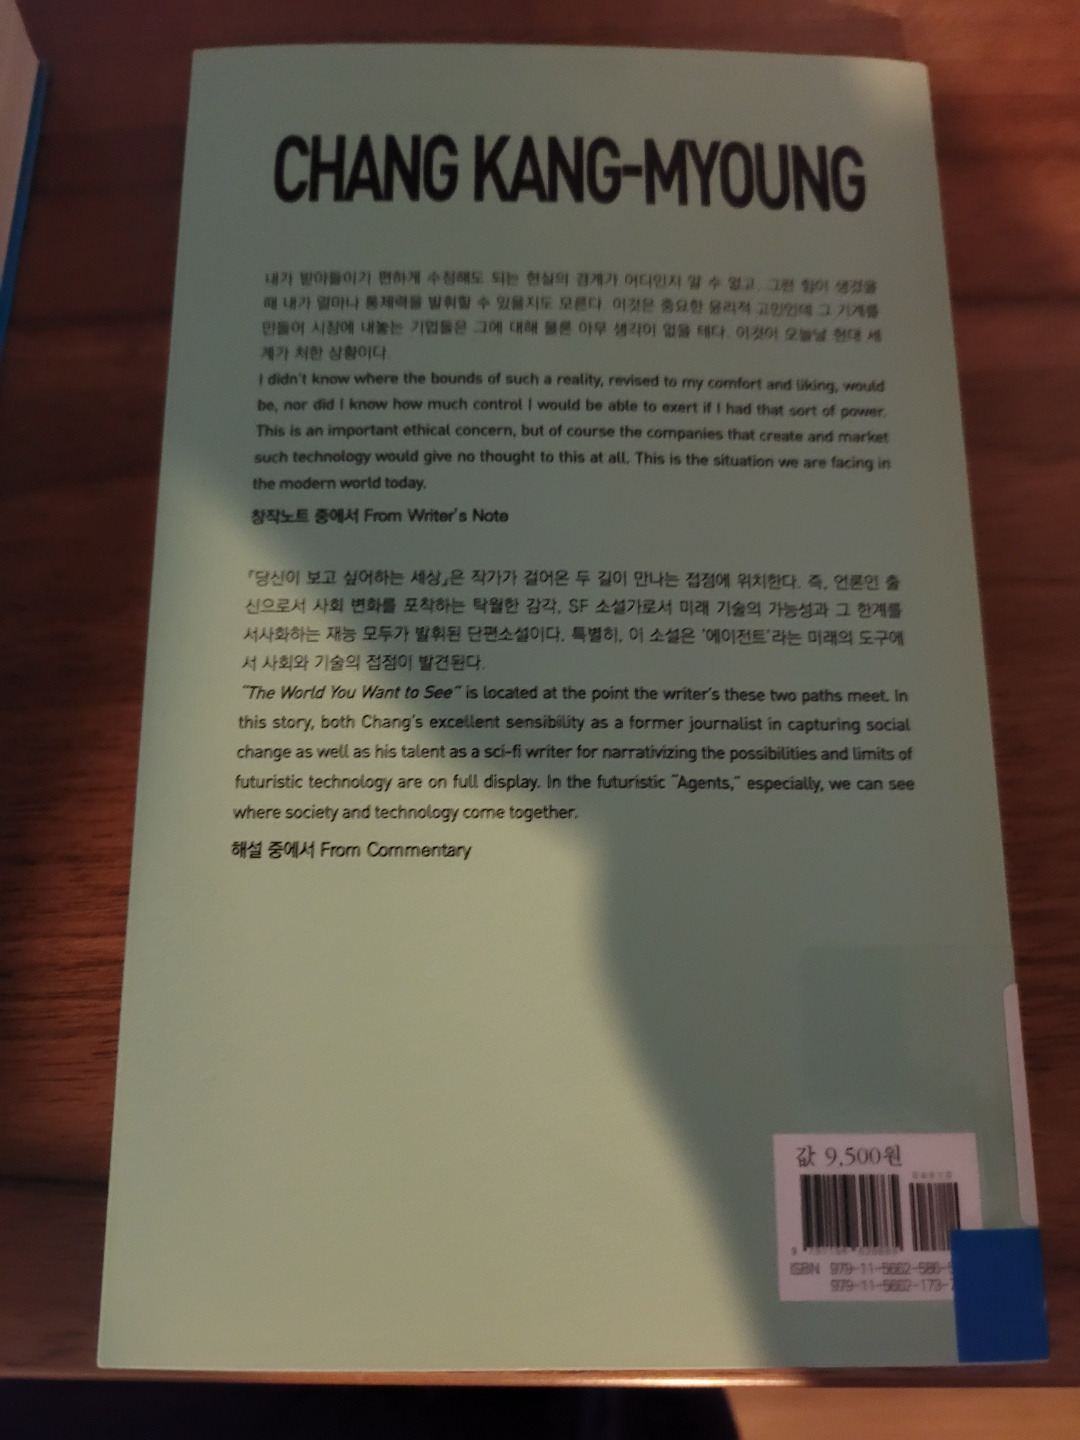 CHANG KANG-MYOUNG
내가 받아들이기 편하게 수정해도 되는 현실의 경계가 어디인지 알 수 없고, 그런 힘이 생겼을
때 내가 얼마나 통제력을 발휘할 수 있을지도 모른다. 이것은 중요한 윤리적 고민인데 그 기계를
만들어 시장에 내놓는 기업들은 그에 대해 물론 아무 생각이 없을 테다. 이것이 오늘날 현대 세
계가 처한 상황이다.
I didn't know where the bounds of such a reality, revised to my comfort and liking, would
be, nor did I know how much control I would be able to exert if I had that sort of power.
This is an important ethical concern, but of course the companies that create and market
such technology would give no thought to this at all. This is the situation we are facing in
the modern world today.
창작노트 중에서 From Writer's Note
『당신이 보고 싶어하는 세상』은 작가가 걸어온 두 길이 만나는 접점에 위치한다. 즉, 언론인 출
신으로서 사회 변화를 포착하는 탁월한 감각, SF 소설가로서 미래 기술의 가능성과 그 한계를
서사화하는 재능 모두가 발휘된 단편소설이다. 특별히, 이 소설은 '에이전트'라는 미래의 도구에
서 사회와 기술의 접점이 발견된다.
"The World You Want to See" is located at the point the writer's these two paths meet. In
this story, both Chang's excellent sensibility as a former journalist in capturing social
change as well as his talent as a sci-fi writer for narrativizing the possibilities and limits of
futuristic technology are on full display. In the futuristic "Agents," especially, we can see
where society and technology come together.
해설 중에서 From Commentary
값 9,500원
ISBN 979-11-5662-586-
979-11-5662-173-